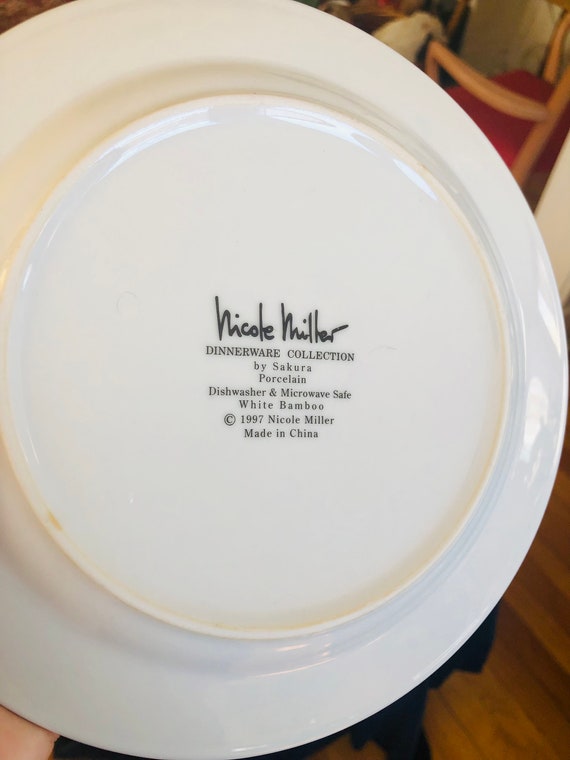 Nicole Miller
DINNERWARE COLLECTION
by Sakura
Porcelain
Dishwasher & Microwave Safe
White Bamboo
© 1997 Nicole Miller
Made in China